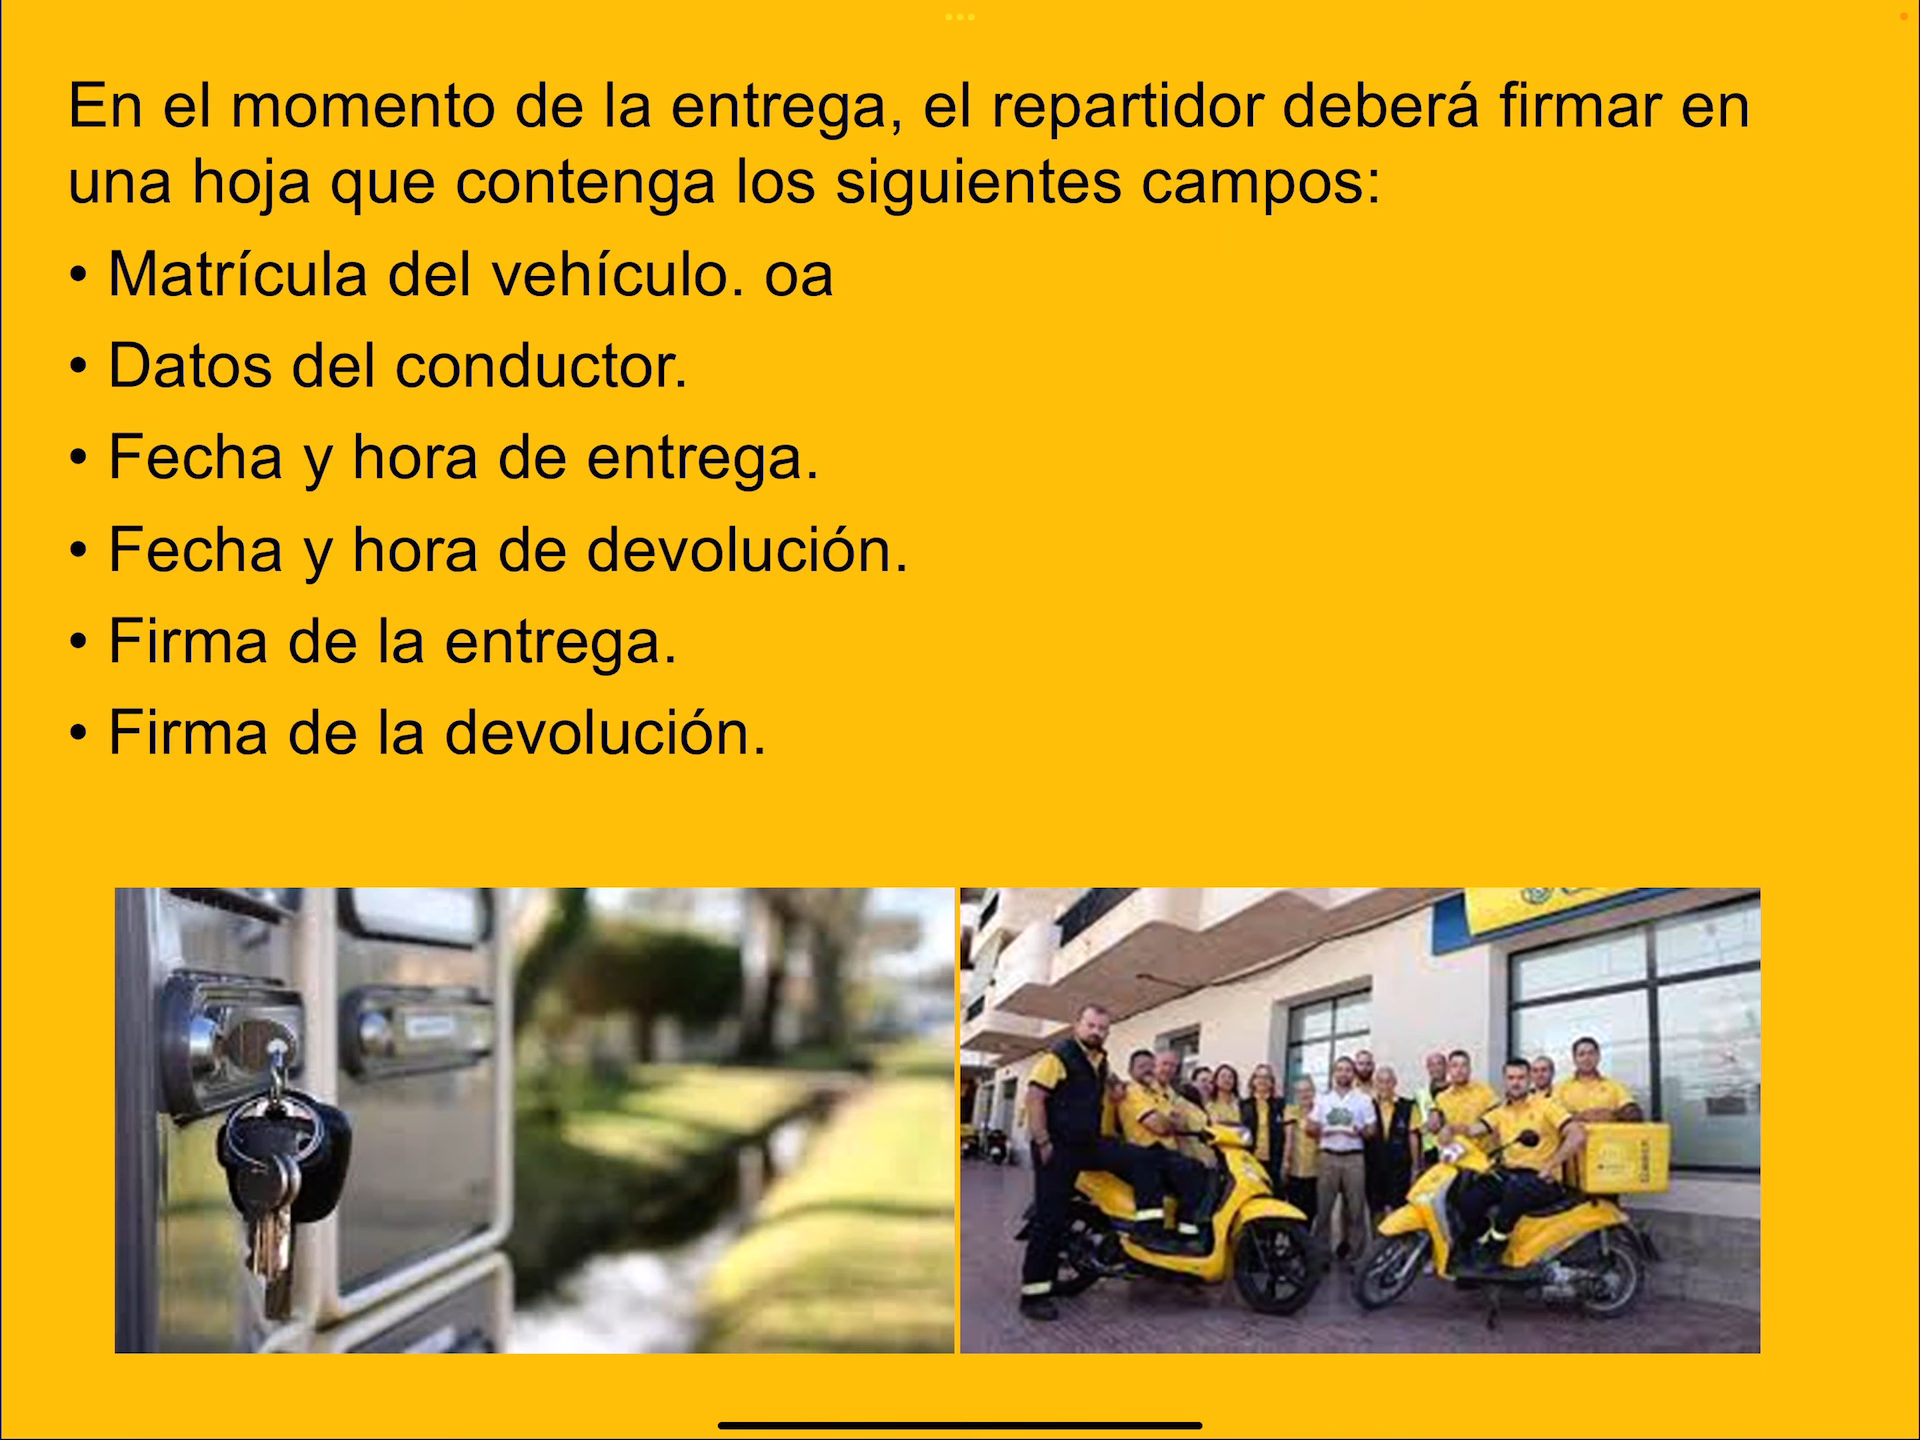 En el momento de la entrega, el repartidor deberá firmar en
una hoja que contenga los siguientes campos:
• Matrícula del vehículo. oa
• Datos del conductor.
• Fecha y hora de entrega.
• Fecha y hora de devolución.
• Firma de la entrega.
• Firma de la devolución.